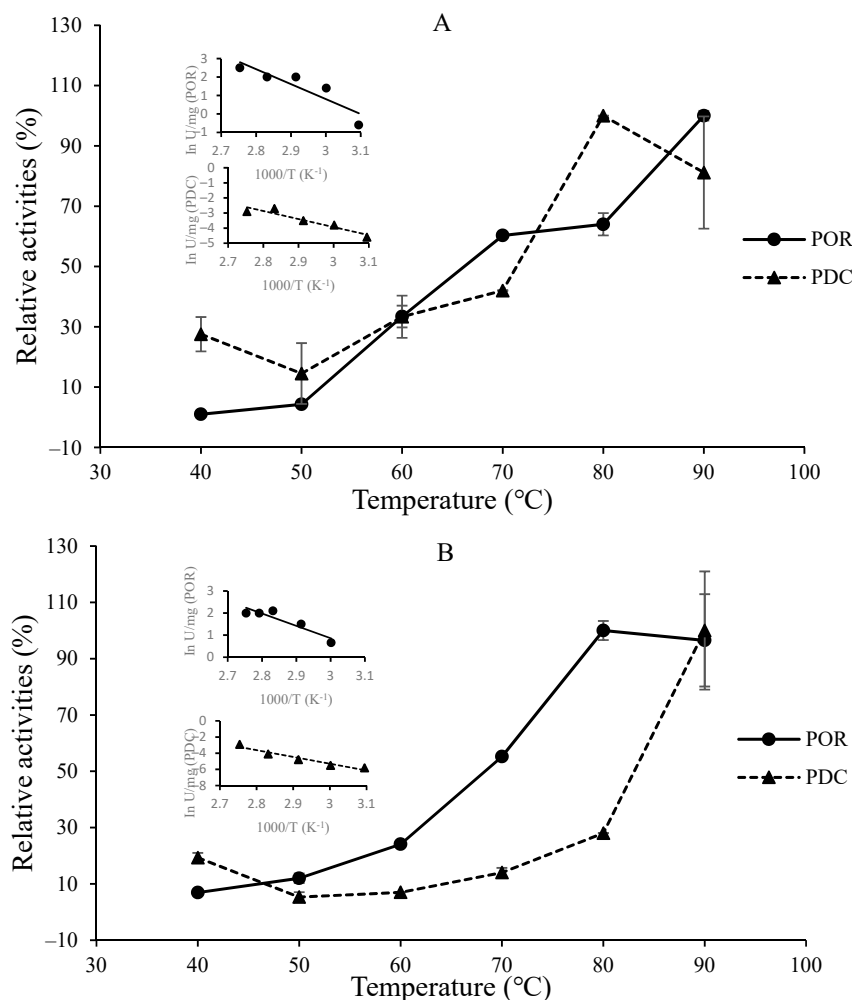 A
130
110
90
70
50
30
10
–10
Relative activities (%)
30 40 50 60 70 80 90 100
Temperature (℃)
3
2
1
0
–1
ln U/mg (POR)
2.7 2.8 2.9 3 3.1
1000/T (K-1)
0
–1
–2
–3
–4
–5
ln U/mg (PDC)
2.7 2.8 2.9 3 3.1
1000/T (K-1)
POR
PDC
B
130
110
90
70
50
30
10
–10
Relative activities (%)
30 40 50 60 70 80 90 100
Temperature (℃)
3
2
1
0
ln U/mg (POR)
2.7 2.8 2.9 3 3.1
1000/T (K-1)
0
–2
–4
–6
–8
ln U/mg (PDC)
2.7 2.8 2.9 3 3.1
1000/T (K-1)
POR
PDC